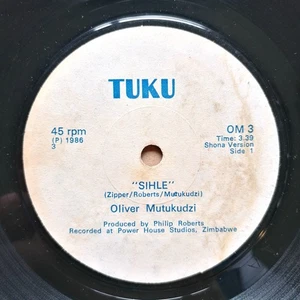 TUKU
45 rpm
(P) 1986
3
OM 3
Time: 3.39
Shona Version
Side 1
"SIHLE"
(Zipper/Roberts/Mutukudzi)
Oliver Mutukudzi
Produced by Philip Roberts
Recorded at Power House Studios, Zimbabwe